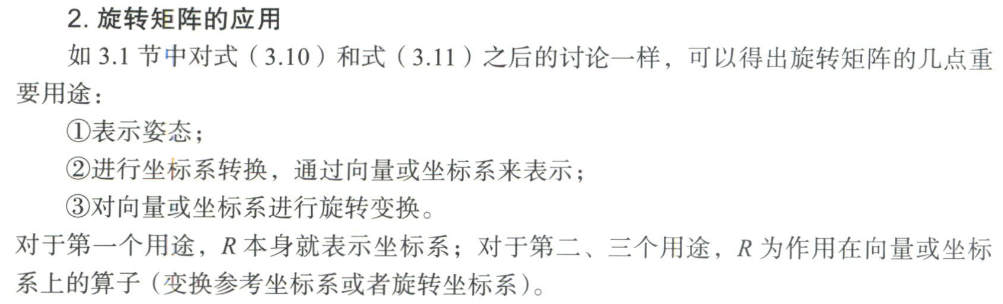 2. 旋转矩阵的应用
如 3.1 节中对式（3.10）和式（3.11）之后的讨论一样，可以得出旋转矩阵的几点重
要用途：
①表示姿态；
②进行坐标系转换，通过向量或坐标系来表示；
③对向量或坐标系进行旋转变换。
对于第一个用途，R 本身就表示坐标系；对于第二、三个用途，R 为作用在向量或坐标
系上的算子（变换参考坐标系或者旋转坐标系）。